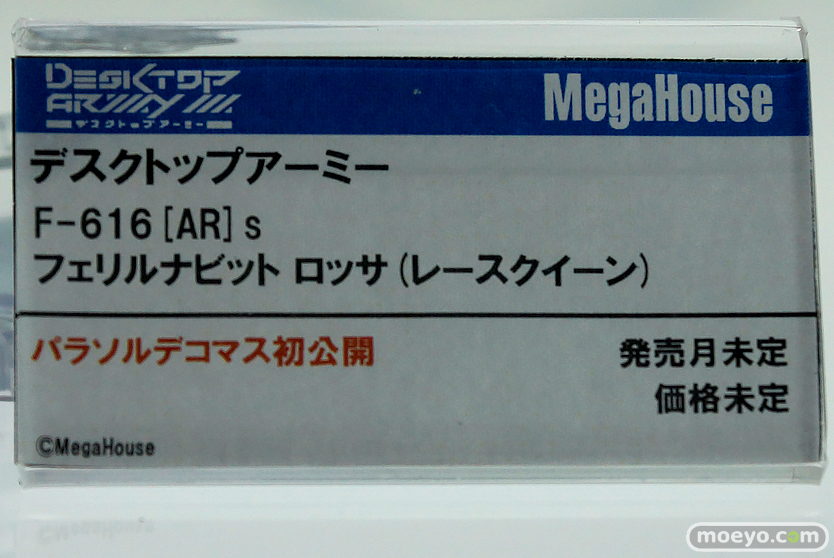 DESKTOP
ARMY
デスクトップアーミー
MegaHouse
デスクトップアーミー
F-616[AR]s
フェリルナビット ロッサ(レースクイーン)
パラソルデコマス初公開
発売月未定
価格未定
©MegaHouse
moeyo.com